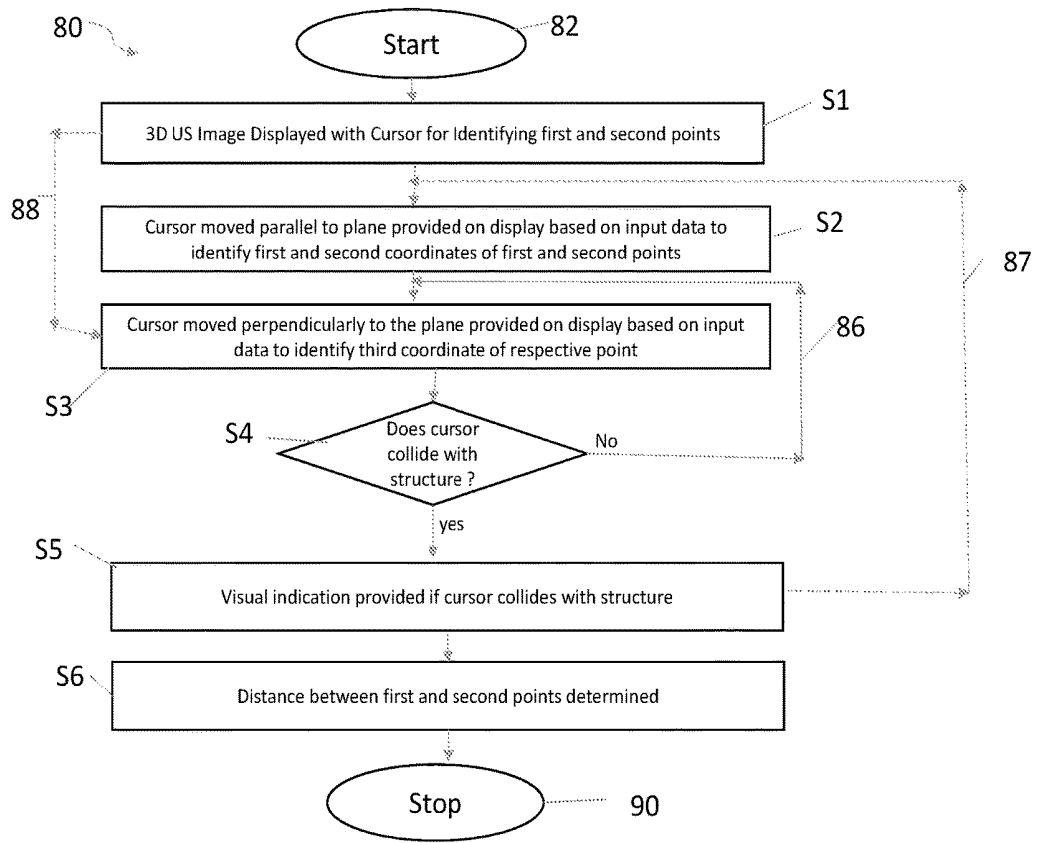 80
Start
82
S1
3D US Image Displayed with Cursor for Identifying first and second points
88
S2
Cursor moved parallel to plane provided on display based on input data to
identify first and second coordinates of first and second points
87
Cursor moved perpendicularly to the plane provided on display based on input
data to identify third coordinate of respective point
86
S3
S4
Does cursor
collide with
structure ?
No
yes
S5
Visual indication provided if cursor collides with structure
S6
Distance between first and second points determined
Stop
90